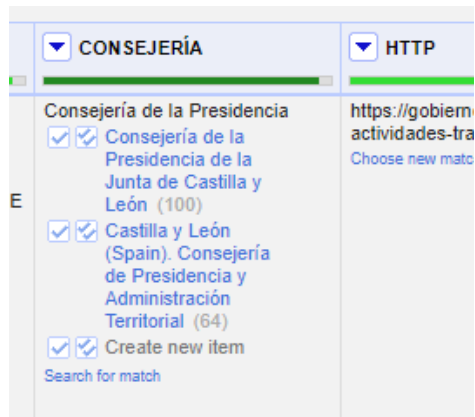 CONSEJERÍA
HTTP
Consejería de la Presidencia
Consejería de la
Presidencia de la
Junta de Castilla y
León (100)
Castilla y León
(Spain). Consejería
de Presidencia y
Administración
Territorial (64)
Create new item
Search for match
E
https://gobierno
actividades-tra
Choose new matc